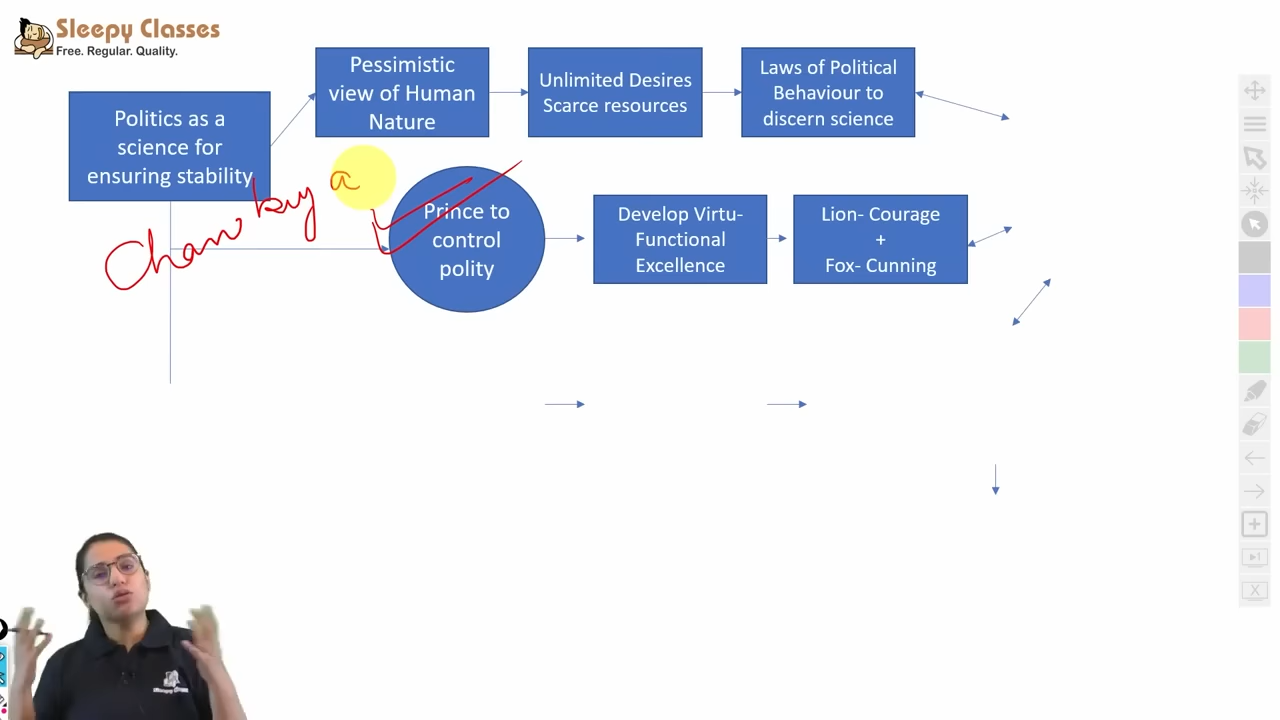 Sleepy Classes
Free. Regular. Quality.
Politics as a
science for
ensuring stability
Pessimistic
view of Human
Nature
Unlimited Desires
Scarce resources
Laws of Political
Behaviour to
discern science
Chanakya
Prince to
control
polity
Develop Virtu-
Functional
Excellence
Lion- Courage
+
Fox- Cunning